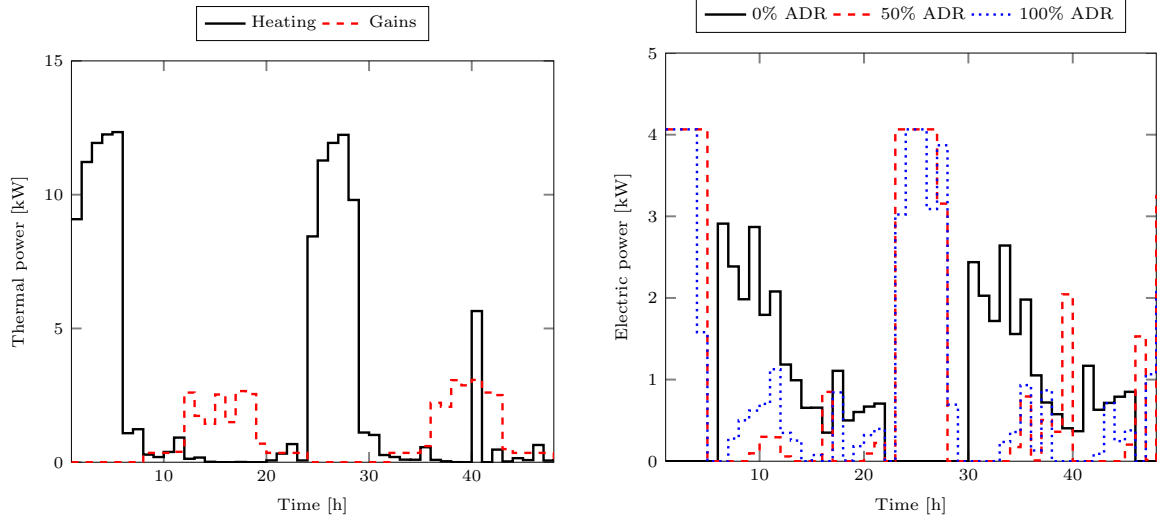 Heating Gains
15
10
5
0
10 20 30 40
Thermal power [kW]
Time [h]
0% ADR 50% ADR 100% ADR
5
4
3
2
1
0
10 20 30 40
Electric power [kW]
Time [h]